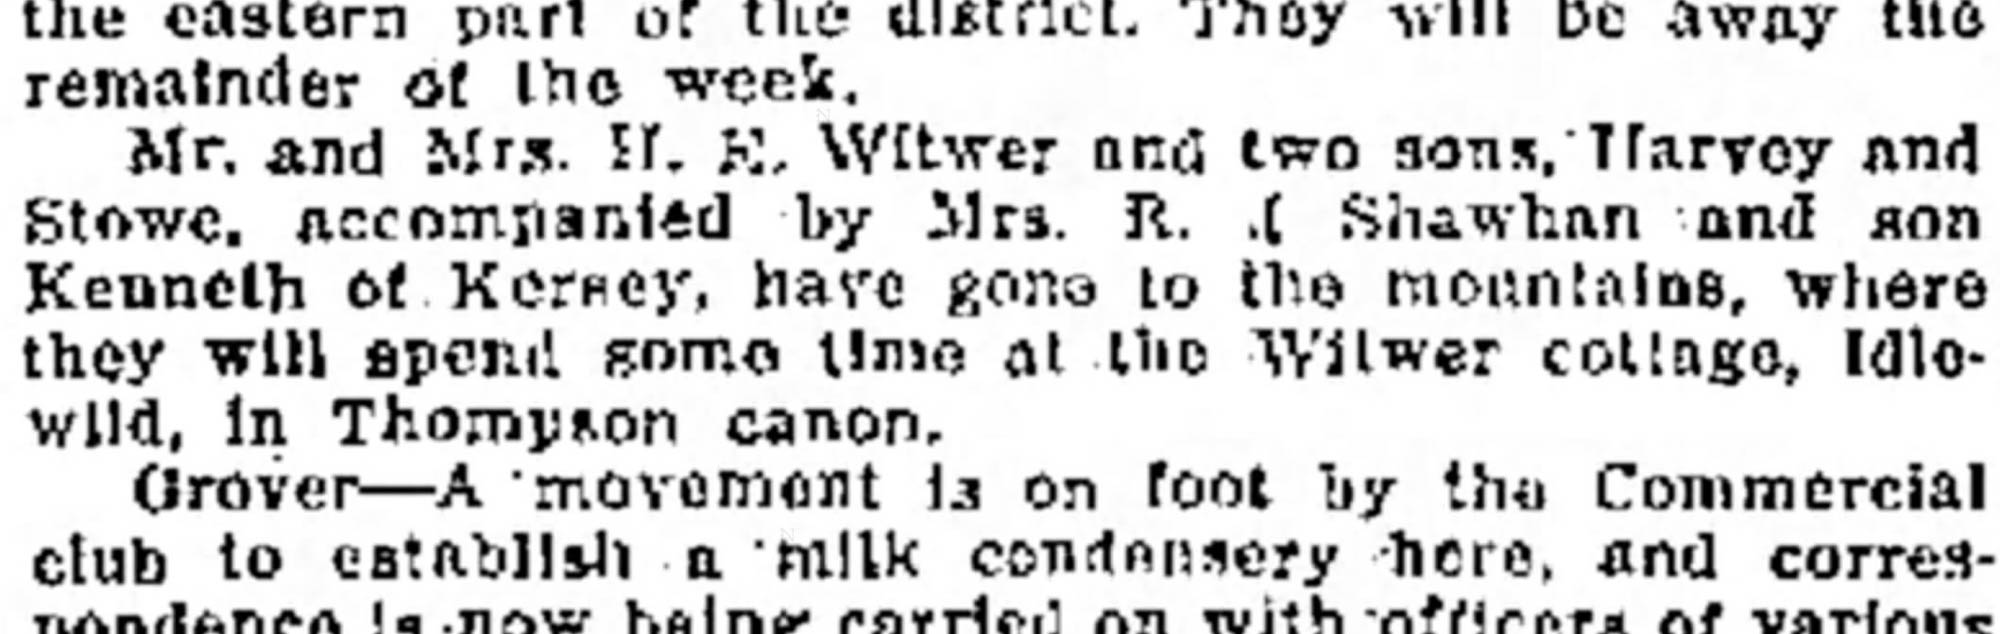 the eastern part of the district. They will be away the
remainder of the week.
Mr. and Mrs. H. E. Witwer and two sons, Harvey and
Stowe, accompanied by Mrs. R. Shawhan and son
Kenneth of Kersey, have gone to the mountains, where
they will spend some time at the Witwer cottage, Idle-
wild, in Thompson canon.
Grover—A movement is on foot by the Commercial
club to establish a milk condensery here, and corres-
pondence is now being carried on with officers of various